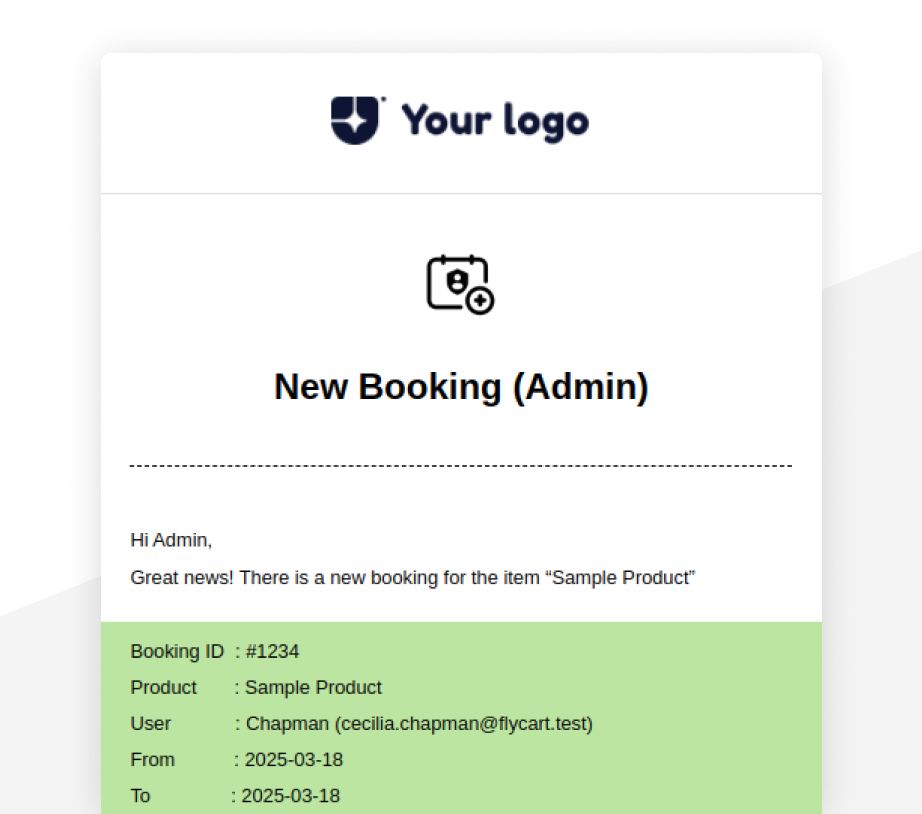 Your logo
New Booking (Admin)
Hi Admin,
Great news! There is a new booking for the item “Sample Product”
Booking ID : #1234
Product : Sample Product
User : Chapman (cecilia.chapman@flycart.test)
From : 2025-03-18
To : 2025-03-18